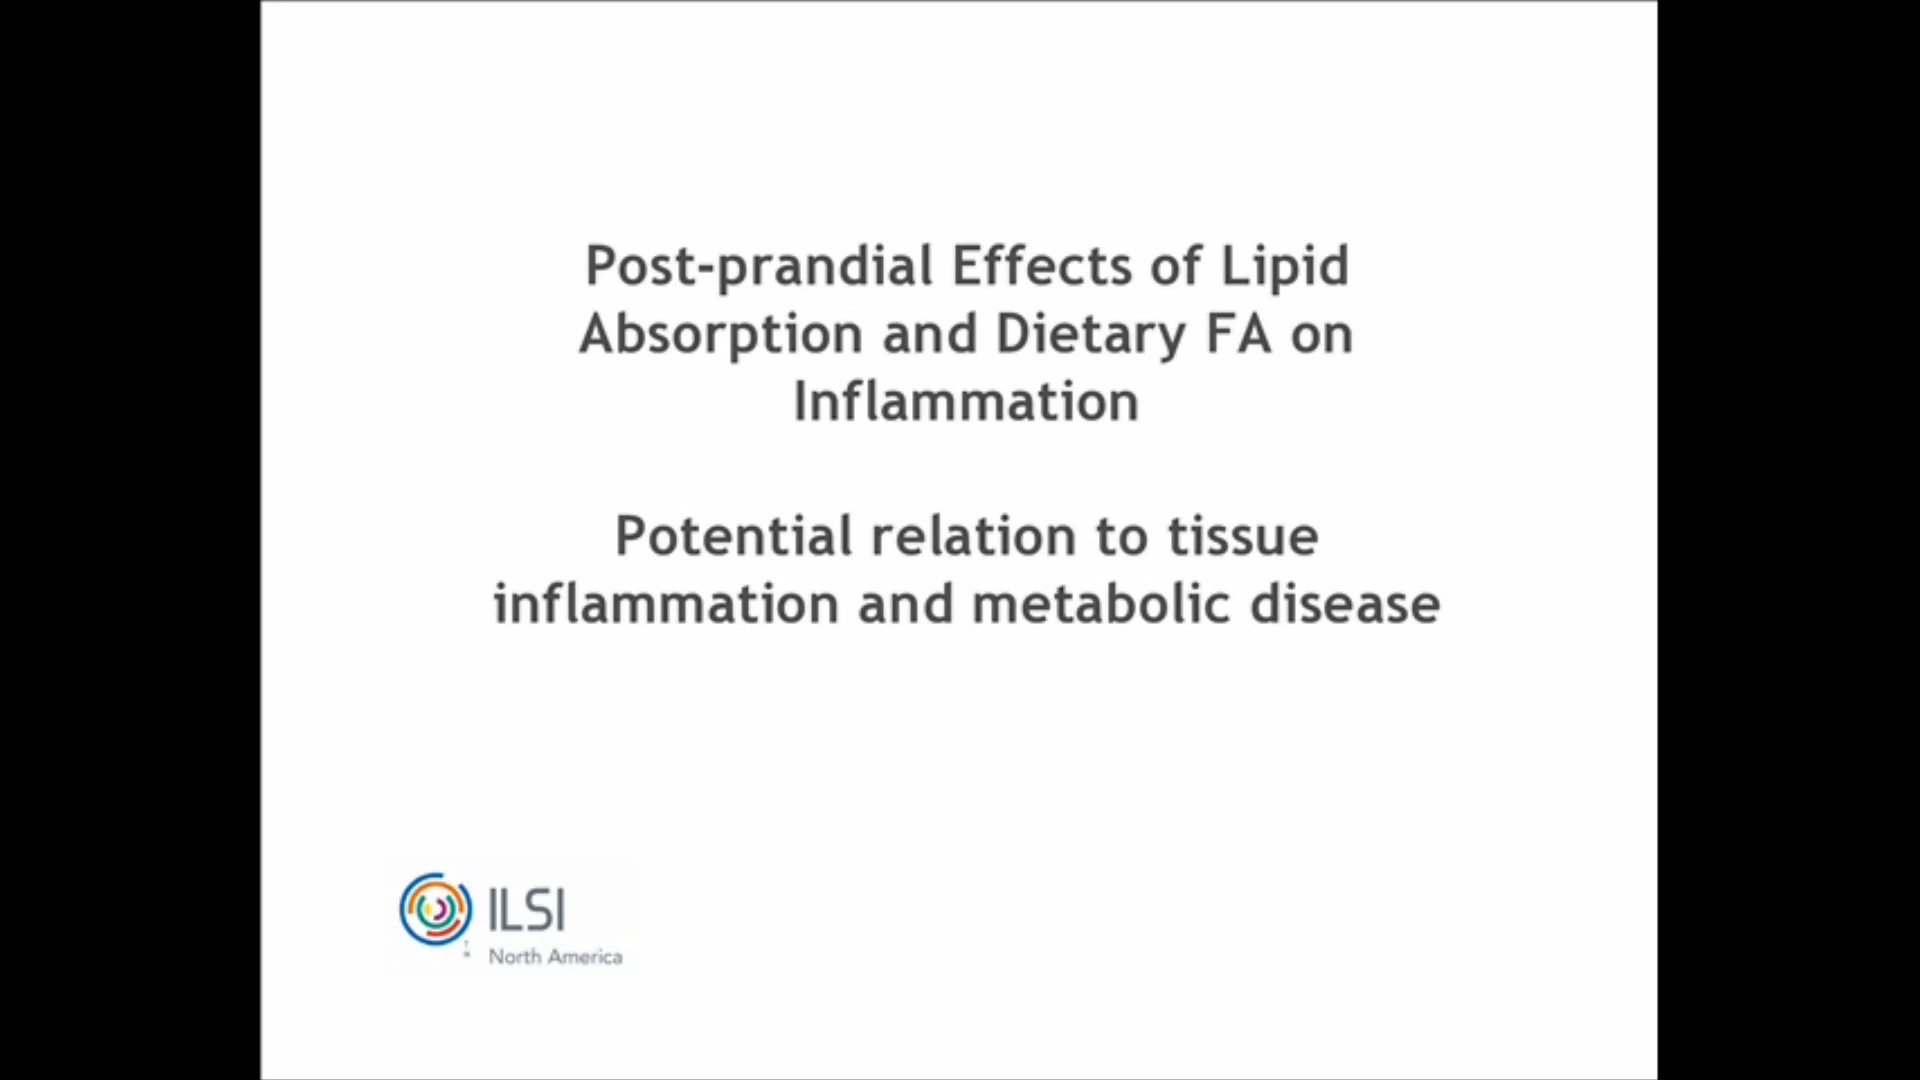 Post-prandial Effects of Lipid
Absorption and Dietary FA on
Inflammation
Potential relation to tissue
inflammation and metabolic disease
ILSI
North America